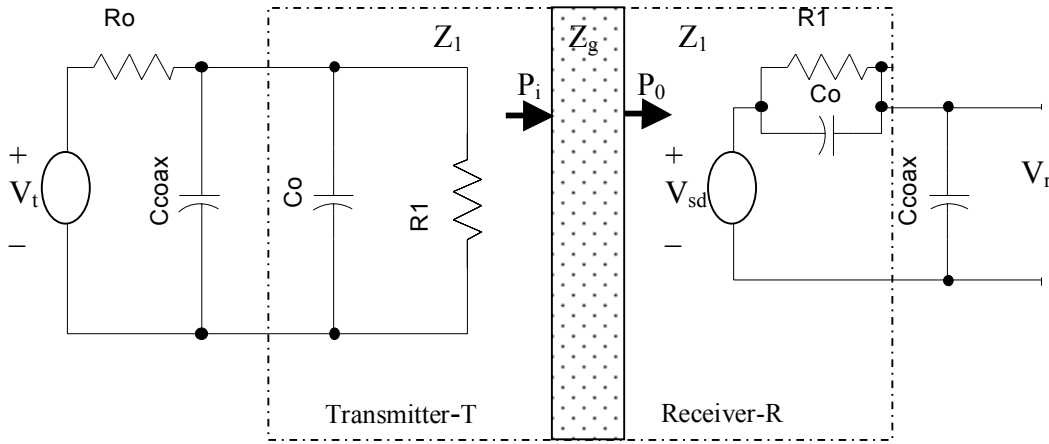 Ro
+
Vt
–
Ccoax
Co
Z1
R1
Pi
Zg
P0
Z1
R1
Co
+
Vsd
–
Ccoax
Vr
Transmitter-T
Receiver-R